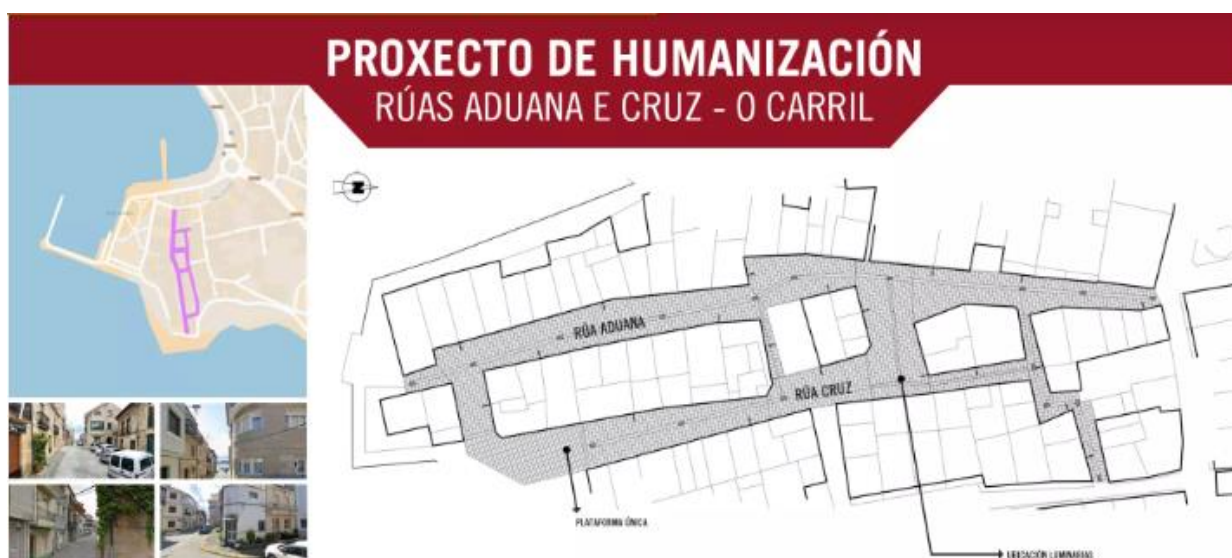 PROXECTO DE HUMANIZACIÓN
RÚAS ADUANA E CRUZ - O CARRIL
N
RÚA ADUANA
RÚA CRUZ
PLATAFORMA ÚNICA
UBICACIÓN LUMINARIAS